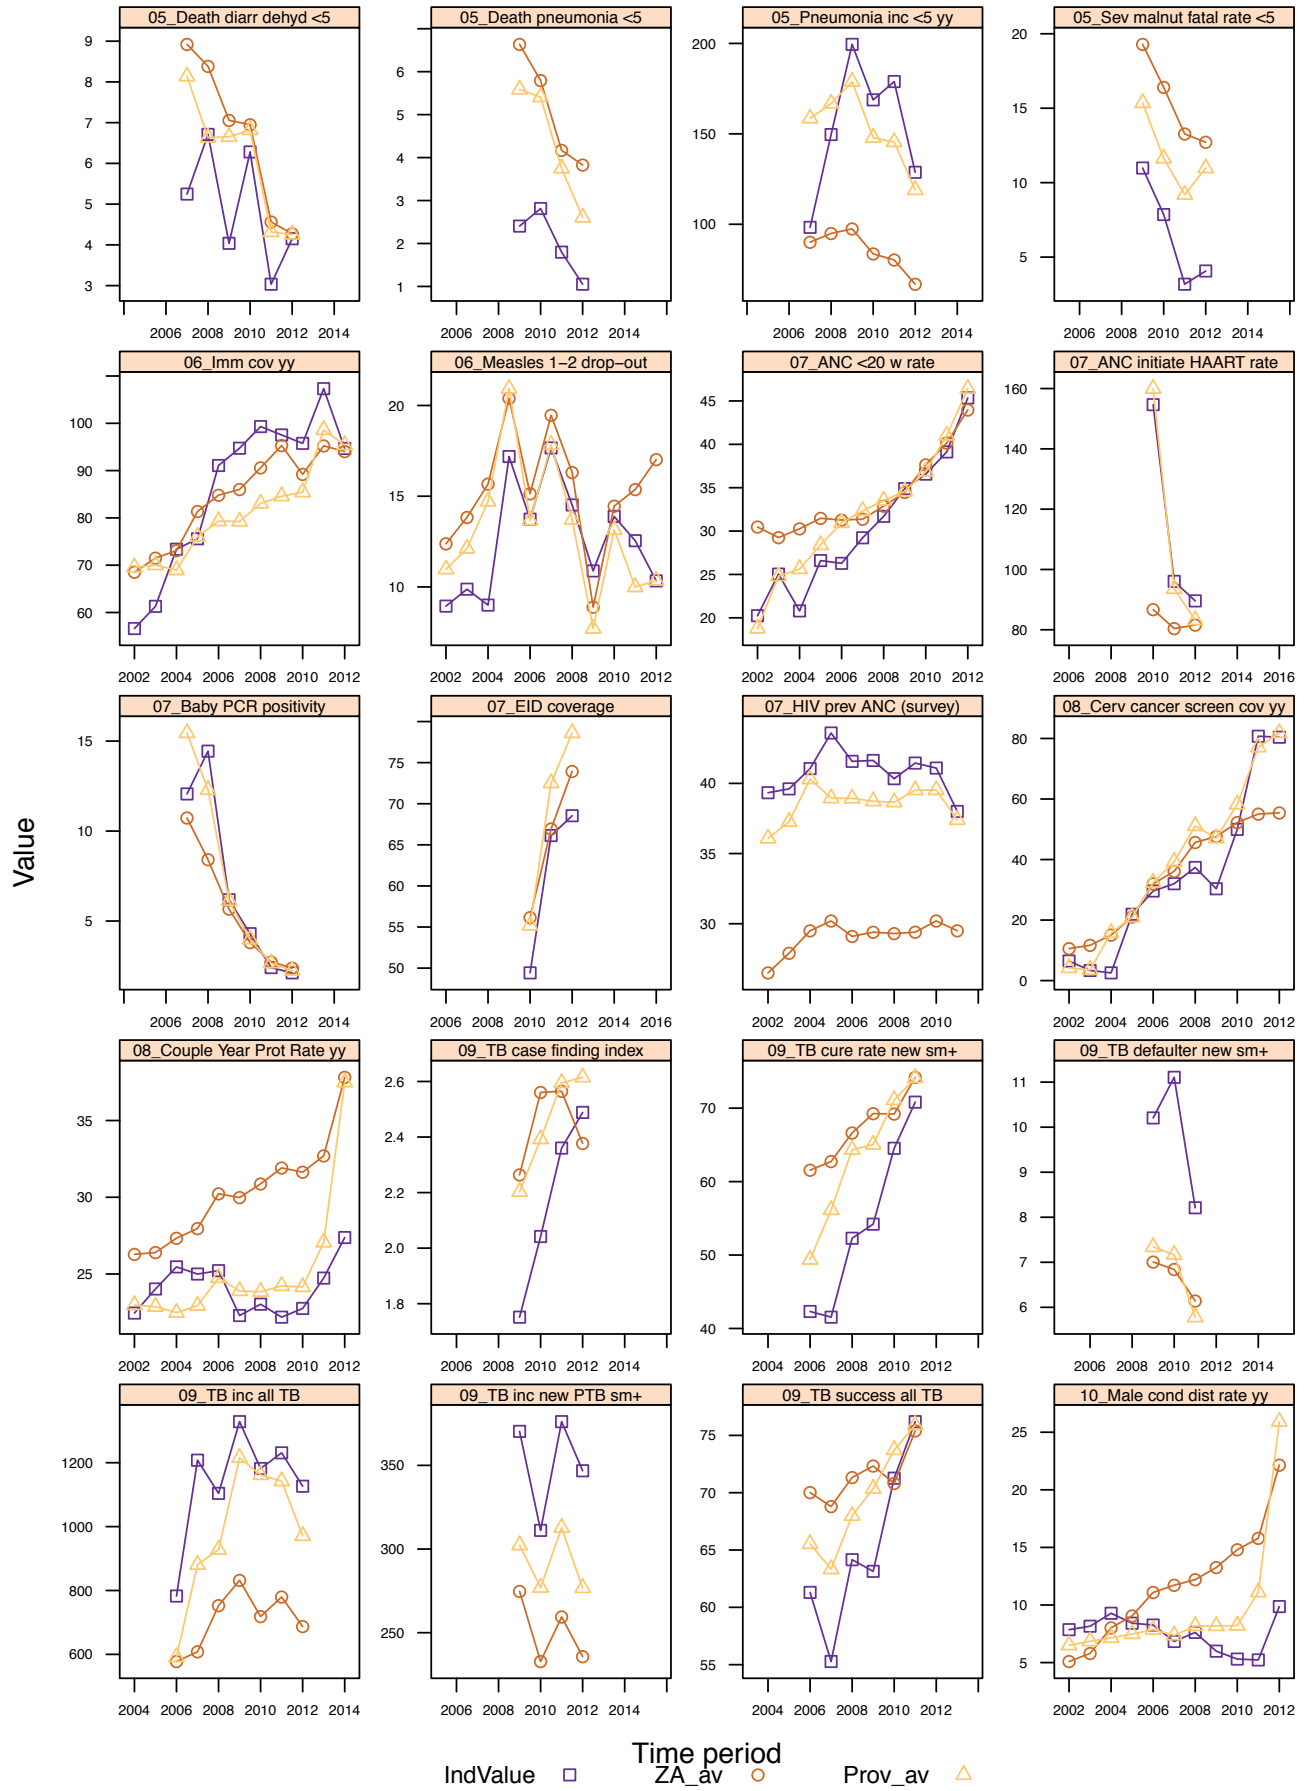 05_Death diarr dehyd <5
05_Death pneumonia <5
05_Pneumonia inc <5 yy
05_Sev malnut fatal rate <5
9
8
7
6
5
4
3
6
5
4
3
2
1
200
150
100
20
15
10
5
2006 2008 2010 2012 2014
2006 2008 2010 2012 2014
2006 2008 2010 2012 2014
2006 2008 2010 2012 2014
06_Imm cov yy
06_Measles 1−2 drop−out
07_ANC <20 w rate
07_ANC initiate HAART rate
100
90
80
70
60
20
15
10
45
40
35
30
25
20
160
140
120
100
80
2002 2004 2006 2008 2010 2012
2002 2004 2006 2008 2010 2012
2002 2004 2006 2008 2010 2012
2006 2008 2010 2012 2014 2016
07_Baby PCR positivity
07_EID coverage
07_HIV prev ANC (survey)
08_Cerv cancer screen cov yy
15
10
5
75
70
65
60
55
50
40
35
30
80
60
40
20
0
2006 2008 2010 2012 2014
2006 2008 2010 2012 2014 2016
2002 2004 2006 2008 2010
2002 2004 2006 2008 2010 2012
Value
08_Couple Year Prot Rate yy
09_TB case finding index
09_TB cure rate new sm+
09_TB defaulter new sm+
35
30
25
2.6
2.4
2.2
2.0
1.8
70
60
50
40
11
10
9
8
7
6
2002 2004 2006 2008 2010 2012
2006 2008 2010 2012 2014
2004 2006 2008 2010 2012
2006 2008 2010 2012 2014
09_TB inc all TB
09_TB inc new PTB sm+
09_TB success all TB
10_Male cond dist rate yy
1200
1000
800
600
350
300
250
75
70
65
60
55
25
20
15
10
5
2004 2006 2008 2010 2012 2014
2006 2008 2010 2012 2014
2004 2006 2008 2010 2012
2002 2004 2006 2008 2010 2012
Time period
IndValue ZA_av Prov_av